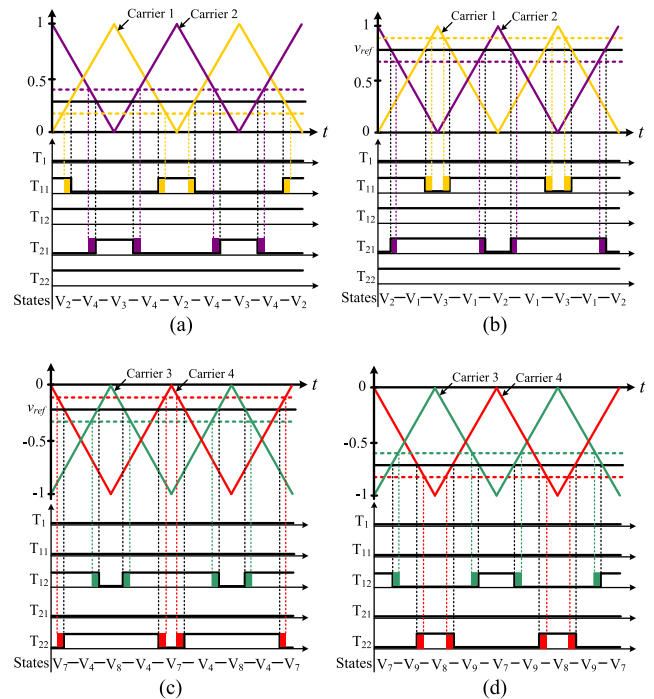 Carrier 1
Carrier 2
1
0.5
0
t
T1
T11
T12
T21
T22
States V2–V4–V3–V4–V2–V4–V3–V4–V2
(a)
Carrier 1
Carrier 2
1
vref
0.5
0
t
T1
T11
T12
T21
T22
States V2–V1–V3–V1–V2–V1–V3–V1–V2
(b)
Carrier 3
Carrier 4
0
vref
-0.5
-1
t
T1
T11
T12
T21
T22
States V7–V4–V8–V4–V7–V4–V8–V4–V7
(c)
Carrier 3
Carrier 4
0
-0.5
vref
-1
t
T1
T11
T12
T21
T22
States V7–V9–V8–V9–V7–V9–V8–V9–V7
(d)